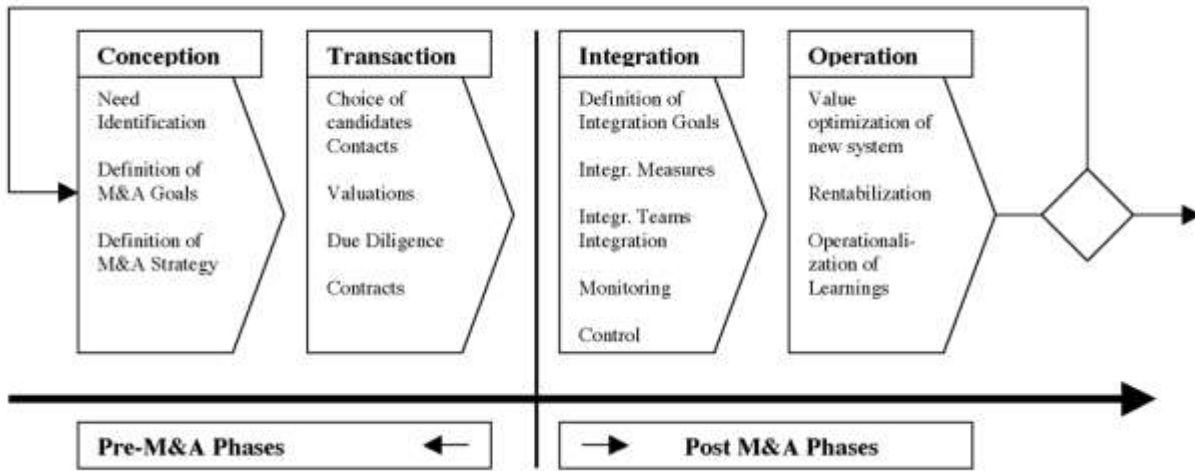 Conception
Need
Identification
Definition of
M&A Goals
Definition of
M&A Strategy
Transaction
Choice of
candidates
Contacts
Valuations
Due Diligence
Contracts
Integration
Definition of
Integration Goals
Integr. Measures
Integr. Teams
Integration
Monitoring
Control
Operation
Value
optimization of
new system
Rentabilization
Operationali-
zation of
Learnings
Pre-M&A Phases
Post M&A Phases